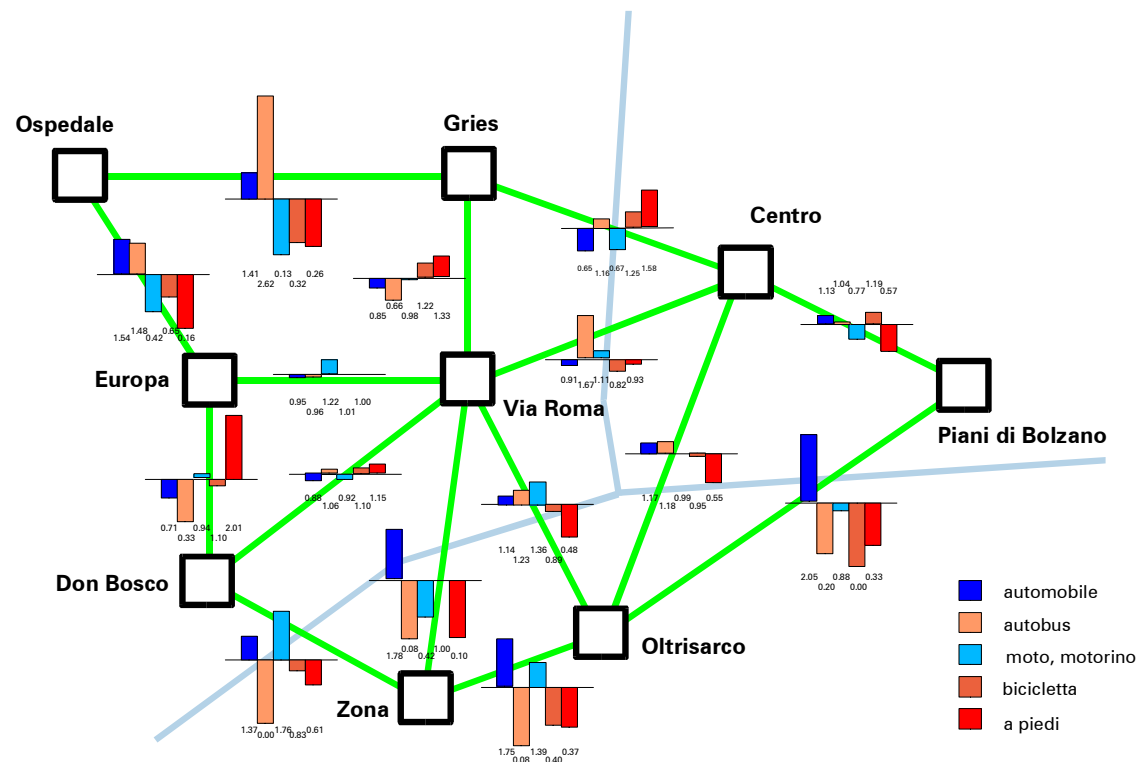 Ospedale
Gries
Centro
1.41 0.13 0.26
2.62 0.32
0.65 0.67 1.58
1.16 1.25
1.04 1.19
1.13 0.77 0.57
0.66 1.22
0.85 0.98 1.33
1.48 0.65 0.16
1.54 0.42
Europa
0.95 1.22 1.00
0.96 1.01
0.91 1.11 0.93
1.67 0.82
Via Roma
Piani di Bolzano
0.71 0.94 2.01
0.33 1.10
0.88 0.92 1.15
1.06 1.10
1.17 0.99 0.55
1.18 0.95
1.14 1.36 0.48
1.23 0.89
2.05 0.88 0.33
0.20 0.00
Don Bosco
0.08 1.00
1.78 0.42 0.10
Oltrisarco
Zona
1.37 1.76 0.61
0.00 0.83
1.75 1.39 0.37
0.08 0.40
automobile
autobus
moto, motorino
bicicletta
a piedi